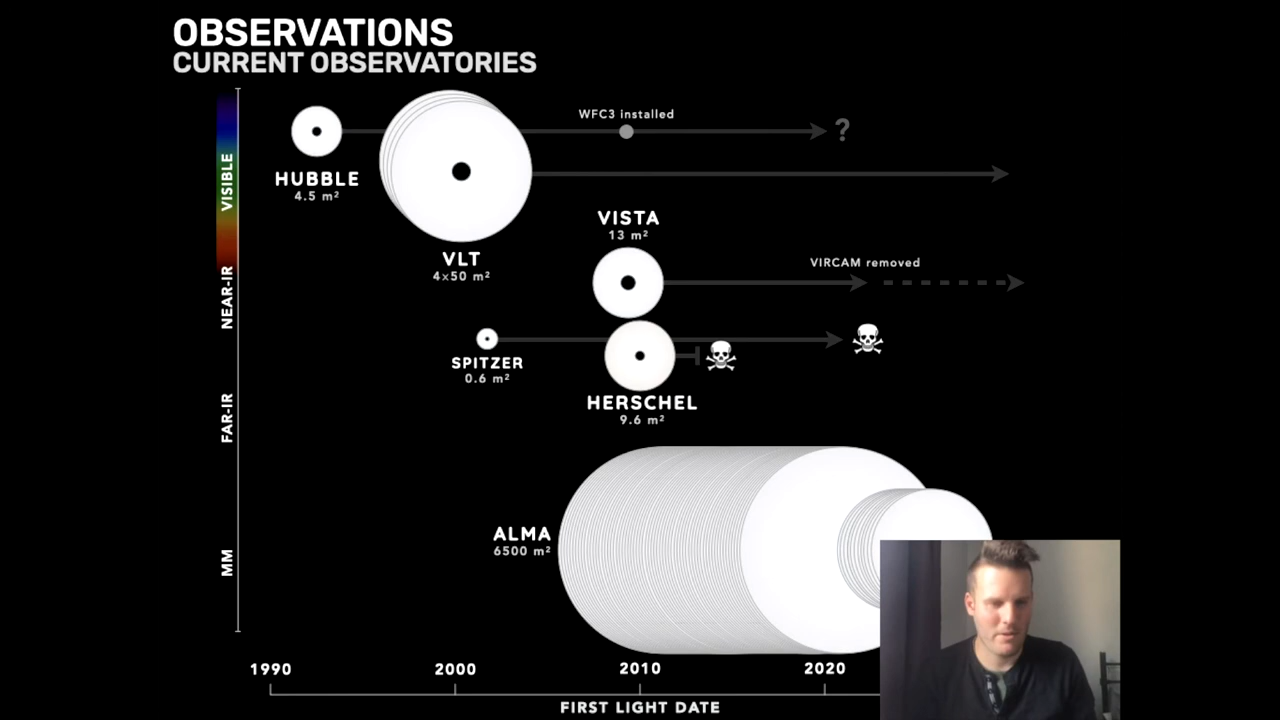 OBSERVATIONS
CURRENT OBSERVATORIES
WFC3 installed
?
VISIBLE
HUBBLE
4.5 m²
VISTA
13 m²
VLT
4×50 m²
VIRCAM removed
NEAR-IR
SPITZER
0.6 m²
HERSCHEL
9.6 m²
FAR-IR
ALMA
6500 m²
MM
1990 2000 2010 2020
FIRST LIGHT DATE